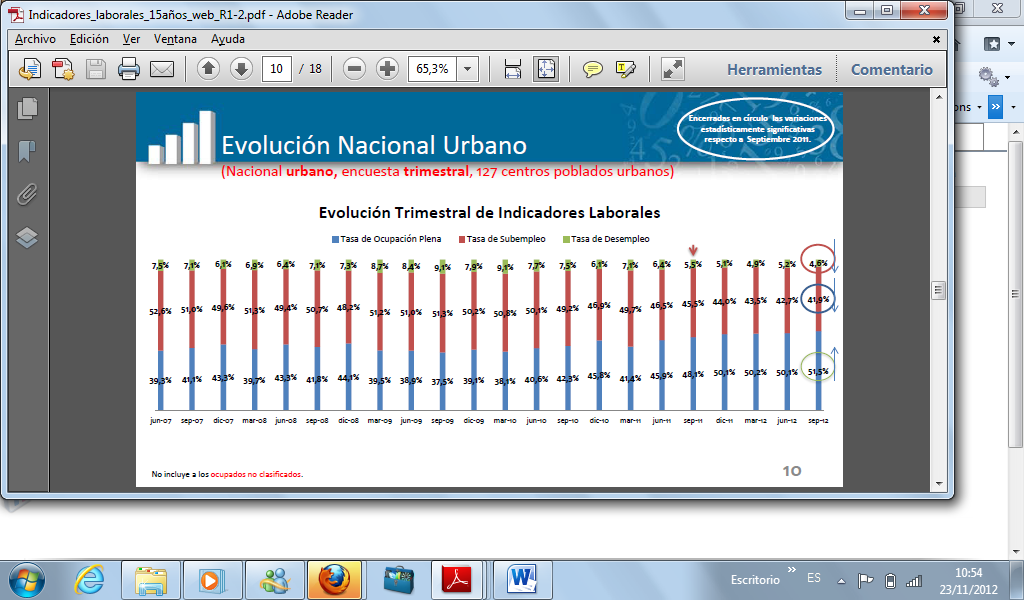 Indicadores_laborales_15años_web_R1-2.pdf - Adobe Reader
Archivo Edición Ver Ventana Ayuda
10 / 18 65,3% Herramientas Comentario
ons
Encerradas en círculo las variaciones
estadísticamente significativas
respecto a Septiembre 2011.
Evolución Nacional Urbano
(Nacional urbano, encuesta trimestral, 127 centros poblados urbanos)
Evolución Trimestral de Indicadores Laborales
Tasa de Ocupación Plena Tasa de Subempleo Tasa de Desempleo
7,5% 7,1% 6,1% 6,9% 6,4% 7,1% 7,3% 8,7% 8,4% 9,1% 7,9% 9,1% 7,7% 7,5% 6,1% 7,1% 6,4% 5,5% 5,1% 4,9% 5,2% 4,6%
52,6% 51,0% 49,6% 51,3% 49,4% 50,7% 48,2% 51,2% 51,0% 51,3% 50,2% 50,8% 50,1% 49,2% 46,9% 49,7% 46,5% 45,5% 44,0% 43,5% 42,7% 41,9%
39,3% 41,1% 43,3% 39,7% 43,3% 41,8% 44,1% 39,5% 38,9% 37,5% 39,1% 38,1% 40,6% 42,3% 45,8% 41,4% 45,9% 48,1% 50,1% 50,2% 50,1% 51,5%
jun-07 sep-07 dic-07 mar-08 jun-08 sep-08 dic-08 mar-09 jun-09 sep-09 dic-09 mar-10 jun-10 sep-10 dic-10 mar-11 jun-11 sep-11 dic-11 mar-12 jun-12 sep-12
No incluye a los ocupados no clasificados.
10
Escritorio ES 10:54
23/11/2012